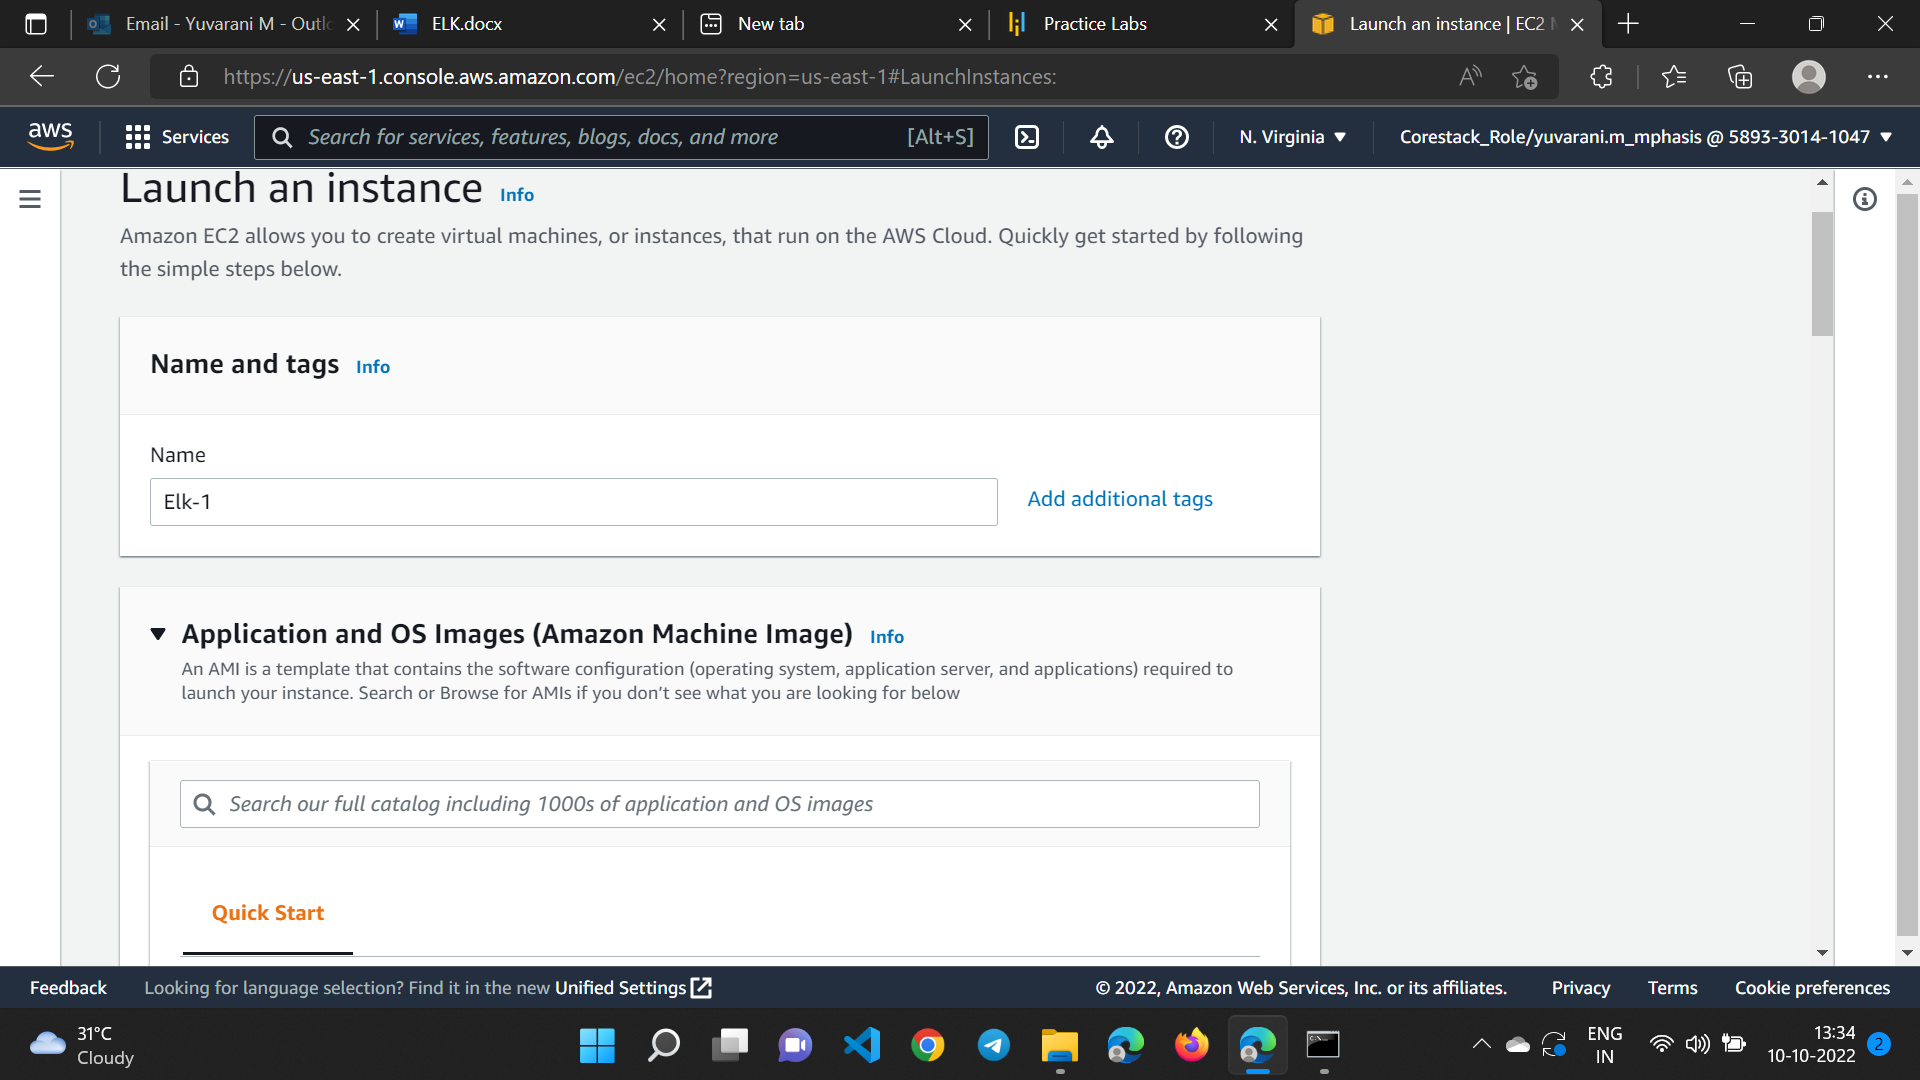 Email - Yuvarani M - Outlo
ELK.docx
New tab
Practice Labs
Launch an instance | EC2 M
https://us-east-1.console.aws.amazon.com/ec2/home?region=us-east-1#LaunchInstances:
aws
Services
Search for services, features, blogs, docs, and more
[Alt+S]
N. Virginia
Corestack_Role/yuvarani.m_mphasis @ 5893-3014-1047
Launch an instance Info
Amazon EC2 allows you to create virtual machines, or instances, that run on the AWS Cloud. Quickly get started by following
the simple steps below.
Name and tags Info
Name
Elk-1
Add additional tags
Application and OS Images (Amazon Machine Image) Info
An AMI is a template that contains the software configuration (operating system, application server, and applications) required to
launch your instance. Search or Browse for AMIs if you don’t see what you are looking for below
Search our full catalog including 1000s of application and OS images
Quick Start
Feedback
Looking for language selection? Find it in the new Unified Settings
© 2022, Amazon Web Services, Inc. or its affiliates.
Privacy
Terms
Cookie preferences
31°C
Cloudy
ENG
IN
13:34
10-10-2022
2